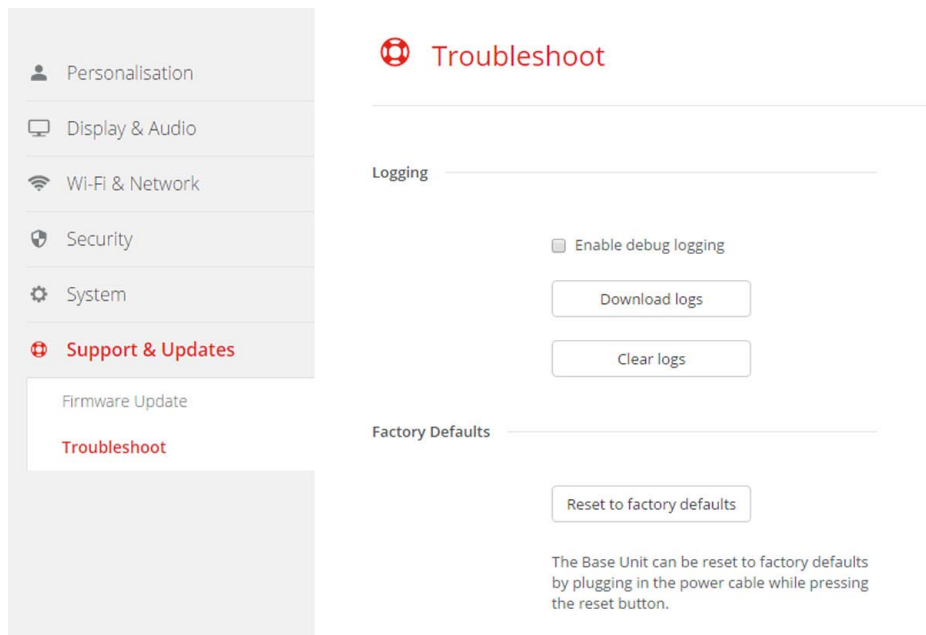 Personalisation
Display & Audio
Wi-Fi & Network
Security
System
Support & Updates
Firmware Update
Troubleshoot
Troubleshoot
Logging
Enable debug logging
Download logs
Clear logs
Factory Defaults
Reset to factory defaults
The Base Unit can be reset to factory defaults
by plugging in the power cable while pressing
the reset button.